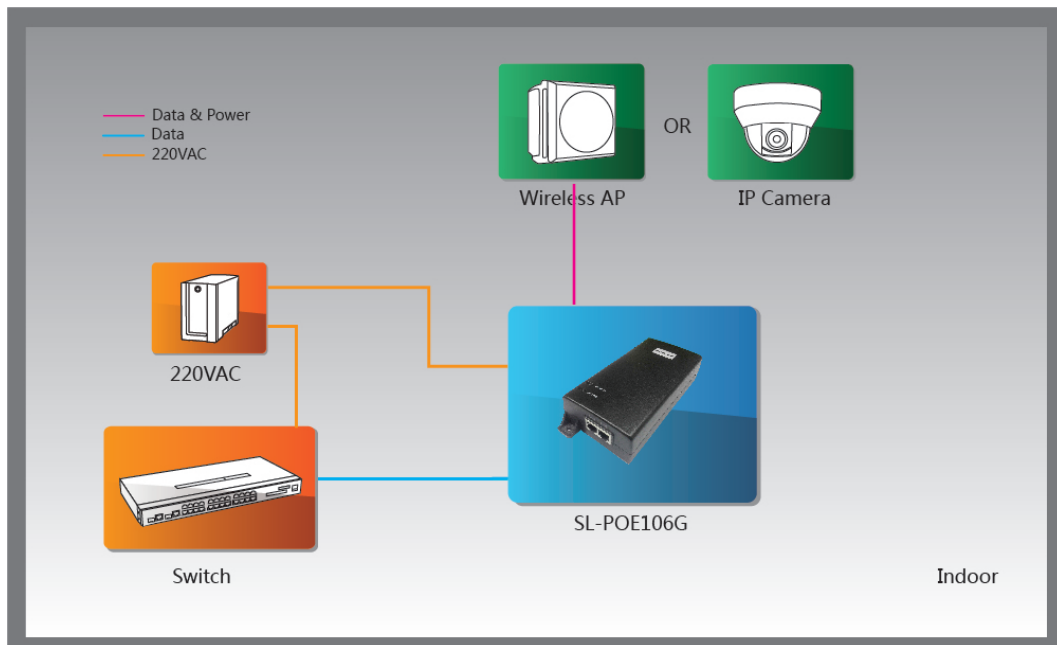 Data & Power
Data
220VAC
OR
Wireless AP
IP Camera
220VAC
SL-POE106G
Switch
Indoor